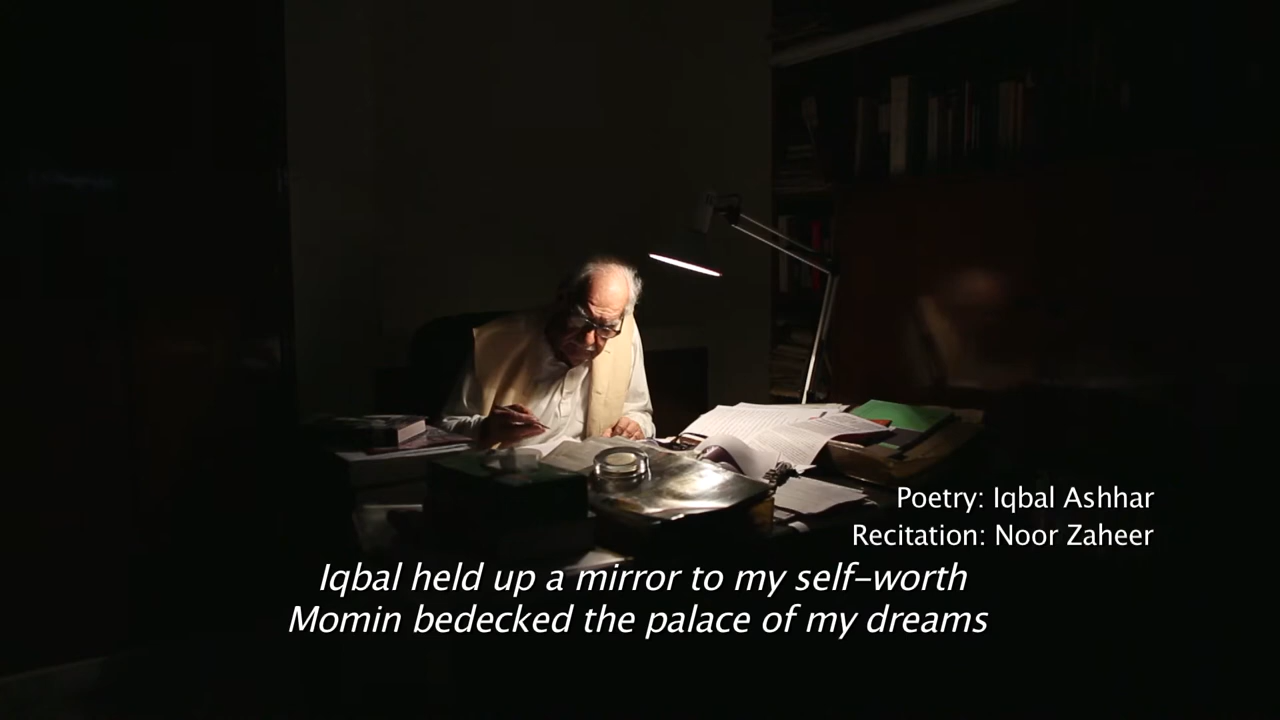 Poetry: Iqbal Ashhar
Recitation: Noor Zaheer
Iqbal held up a mirror to my self-worth
Momin bedecked the palace of my dreams